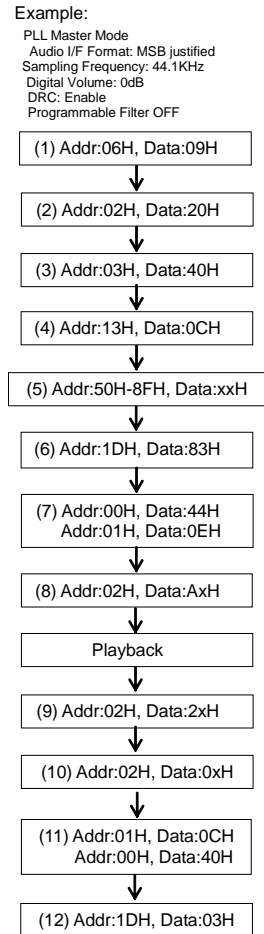 Example:
PLL Master Mode
Audio I/F Format: MSB justified
Sampling Frequency: 44.1KHz
Digital Volume: 0dB
DRC: Enable
Programmable Filter OFF
(1) Addr:06H, Data:09H
(2) Addr:02H, Data:20H
(3) Addr:03H, Data:40H
(4) Addr:13H, Data:0CH
(5) Addr:50H-8FH, Data:xxH
(6) Addr:1DH, Data:83H
(7) Addr:00H, Data:44H
Addr:01H, Data:0EH
(8) Addr:02H, Data:AxH
Playback
(9) Addr:02H, Data:2xH
(10) Addr:02H, Data:0xH
(11) Addr:01H, Data:0CH
Addr:00H, Data:40H
(12) Addr:1DH, Data:03H